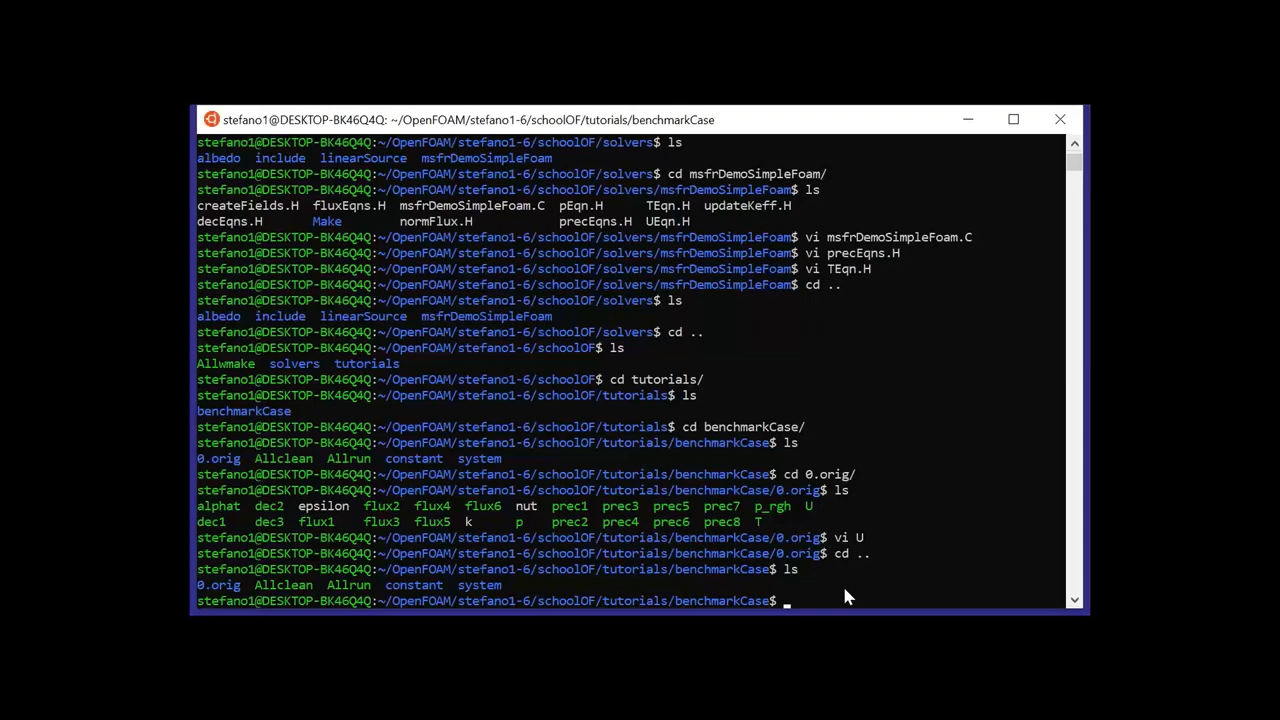 stefano1@DESKTOP-BK46Q4Q: ~/OpenFOAM/stefano1-6/schoolOF/tutorials/benchmarkCase
stefano1@DESKTOP-BK46Q4Q:~/OpenFOAM/stefano1-6/schoolOF/solvers$ ls
albedo  include  linearSource  msfrDemoSimpleFoam
stefano1@DESKTOP-BK46Q4Q:~/OpenFOAM/stefano1-6/schoolOF/solvers$ cd msfrDemoSimpleFoam/
stefano1@DESKTOP-BK46Q4Q:~/OpenFOAM/stefano1-6/schoolOF/solvers/msfrDemoSimpleFoam$ ls
createFields.H  fluxEqns.H  msfrDemoSimpleFoam.C  pEqn.H  TEqn.H  updateKeff.H
decEqns.H  Make  normFlux.H  precEqns.H  UEqn.H
stefano1@DESKTOP-BK46Q4Q:~/OpenFOAM/stefano1-6/schoolOF/solvers/msfrDemoSimpleFoam$ vi msfrDemoSimpleFoam.C
stefano1@DESKTOP-BK46Q4Q:~/OpenFOAM/stefano1-6/schoolOF/solvers/msfrDemoSimpleFoam$ vi precEqns.H
stefano1@DESKTOP-BK46Q4Q:~/OpenFOAM/stefano1-6/schoolOF/solvers/msfrDemoSimpleFoam$ vi TEqn.H
stefano1@DESKTOP-BK46Q4Q:~/OpenFOAM/stefano1-6/schoolOF/solvers/msfrDemoSimpleFoam$ cd ..
stefano1@DESKTOP-BK46Q4Q:~/OpenFOAM/stefano1-6/schoolOF/solvers$ ls
albedo  include  linearSource  msfrDemoSimpleFoam
stefano1@DESKTOP-BK46Q4Q:~/OpenFOAM/stefano1-6/schoolOF/solvers$ cd ..
stefano1@DESKTOP-BK46Q4Q:~/OpenFOAM/stefano1-6/schoolOF$ ls
Allwmake  solvers  tutorials
stefano1@DESKTOP-BK46Q4Q:~/OpenFOAM/stefano1-6/schoolOF$ cd tutorials/
stefano1@DESKTOP-BK46Q4Q:~/OpenFOAM/stefano1-6/schoolOF/tutorials$ ls
benchmarkCase
stefano1@DESKTOP-BK46Q4Q:~/OpenFOAM/stefano1-6/schoolOF/tutorials$ cd benchmarkCase/
stefano1@DESKTOP-BK46Q4Q:~/OpenFOAM/stefano1-6/schoolOF/tutorials/benchmarkCase$ ls
0.orig  Allclean  Allrun  constant  system
stefano1@DESKTOP-BK46Q4Q:~/OpenFOAM/stefano1-6/schoolOF/tutorials/benchmarkCase$ cd 0.orig/
stefano1@DESKTOP-BK46Q4Q:~/OpenFOAM/stefano1-6/schoolOF/tutorials/benchmarkCase/0.orig$ ls
alphat  dec2  epsilon  flux2  flux4  flux6  nut  prec1  prec3  prec5  prec7  p_rgh  U
dec1  dec3  flux1  flux3  flux5  k  p  prec2  prec4  prec6  prec8  T
stefano1@DESKTOP-BK46Q4Q:~/OpenFOAM/stefano1-6/schoolOF/tutorials/benchmarkCase/0.orig$ vi U
stefano1@DESKTOP-BK46Q4Q:~/OpenFOAM/stefano1-6/schoolOF/tutorials/benchmarkCase/0.orig$ cd ..
stefano1@DESKTOP-BK46Q4Q:~/OpenFOAM/stefano1-6/schoolOF/tutorials/benchmarkCase$ ls
0.orig  Allclean  Allrun  constant  system
stefano1@DESKTOP-BK46Q4Q:~/OpenFOAM/stefano1-6/schoolOF/tutorials/benchmarkCase$